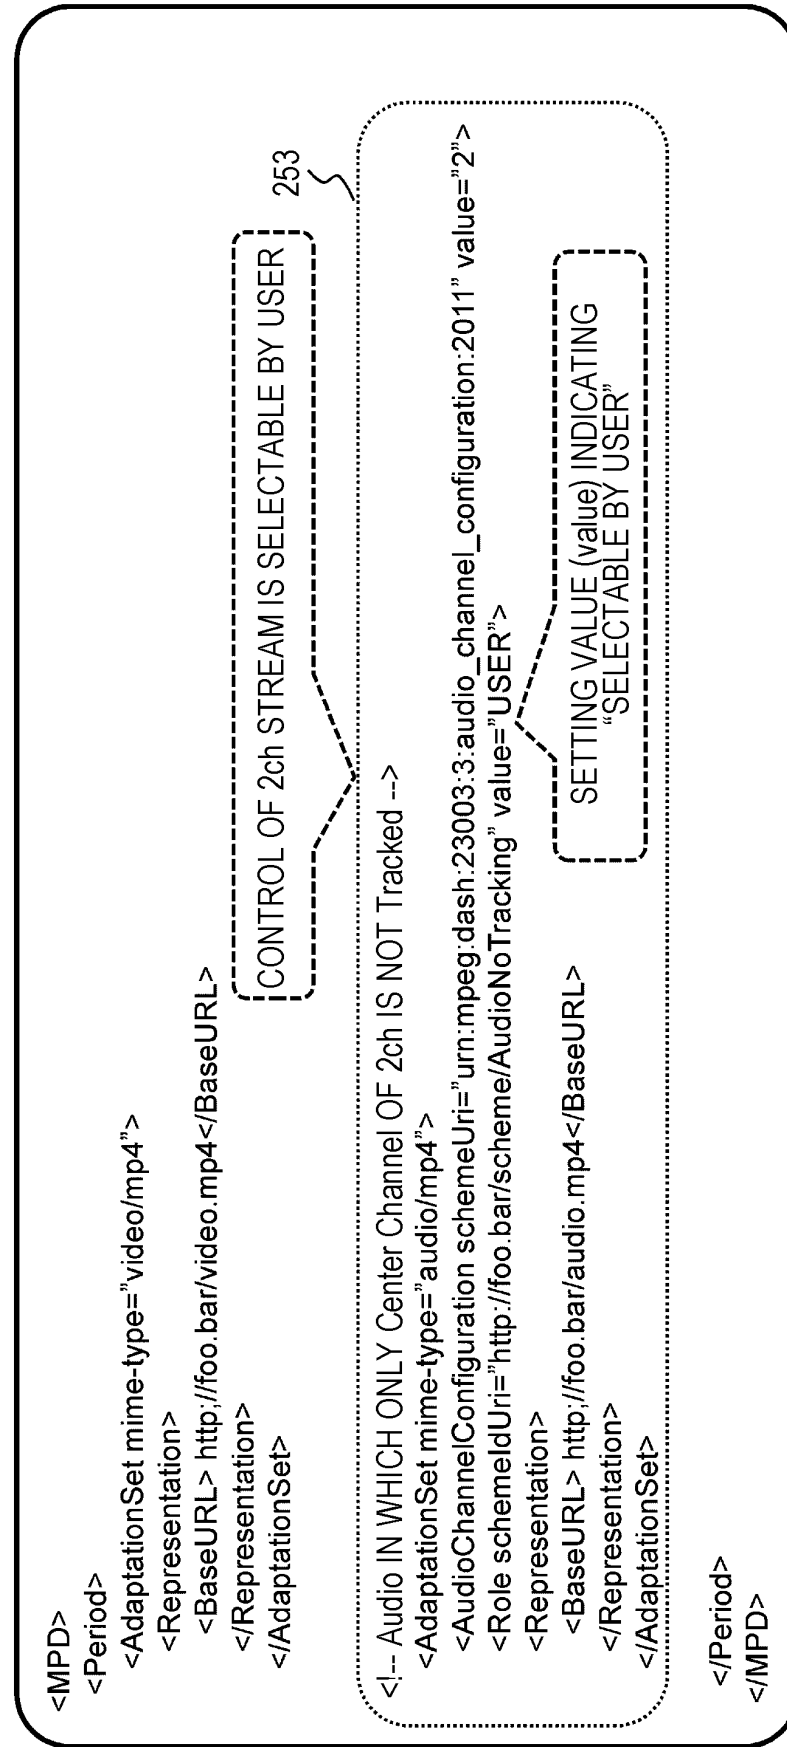 <MPD>
<Period>
<AdaptationSet mime-type="video/mp4">
<Representation>
<BaseURL> http;//foo.bar/video.mp4</BaseURL>
</Representation>
</AdaptationSet>
CONTROL OF 2ch STREAM IS SELECTABLE BY USER
253
<!-- Audio IN WHICH ONLY Center Channel OF 2ch IS NOT Tracked -->
<AdaptationSet mime-type="audio/mp4">
<AudioChannelConfiguration schemeUri="urn:mpeg:dash:23003:3:audio_channel_configuration:2011" value="2">
<Role schemeIdUri="http://foo.bar/scheme/AudioNoTracking" value="USER">
<Representation>
<BaseURL> http;//foo.bar/audio.mp4</BaseURL>
</Representation>
</AdaptationSet>
SETTING VALUE (value) INDICATING
“SELECTABLE BY USER”
</Period>
</MPD>